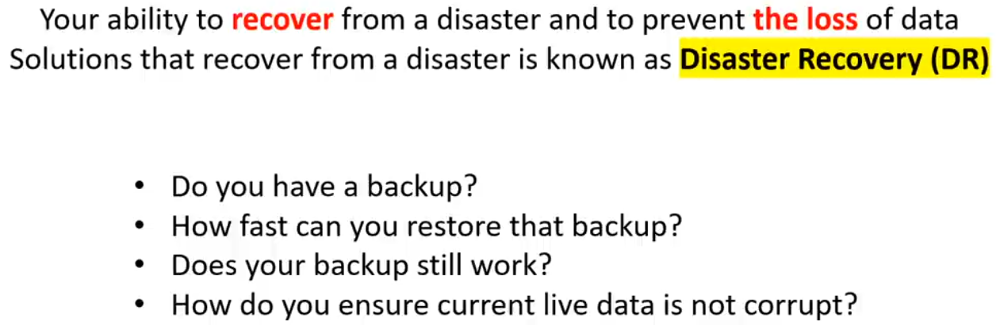 Your ability to recover from a disaster and to prevent the loss of data
Solutions that recover from a disaster is known as Disaster Recovery (DR)
• Do you have a backup?
• How fast can you restore that backup?
• Does your backup still work?
• How do you ensure current live data is not corrupt?